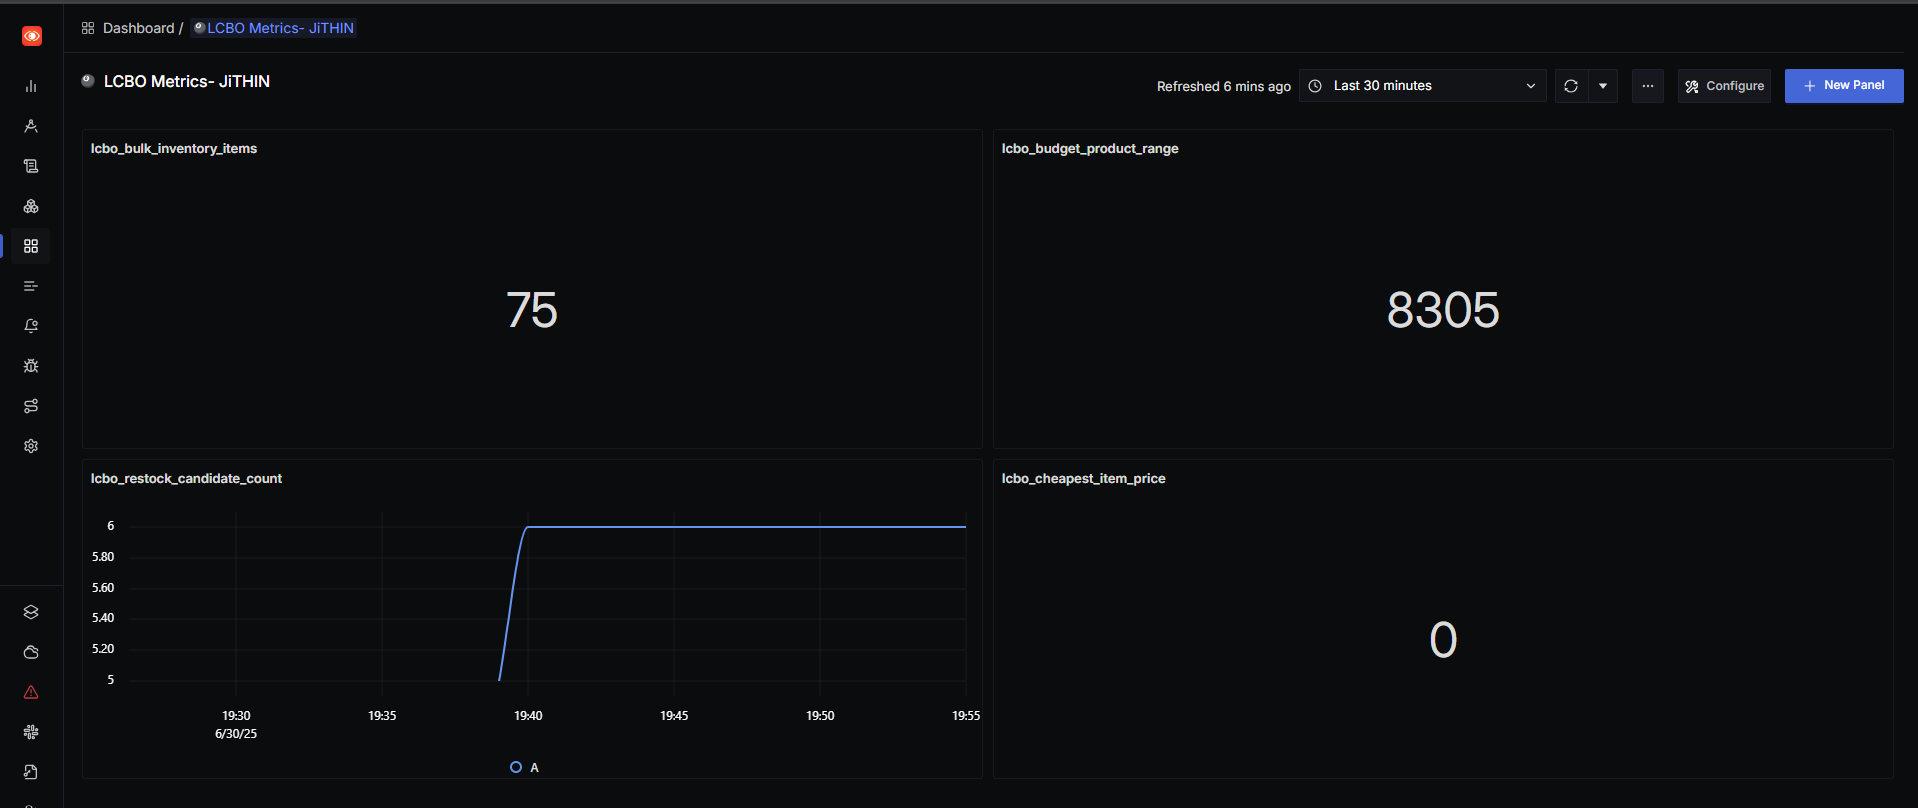 Dashboard / 🎱LCBO Metrics- JiTHIN
🎱 LCBO Metrics- JiTHIN
Refreshed 6 mins ago
Last 30 minutes
Configure
New Panel
lcbo_bulk_inventory_items
75
lcbo_budget_product_range
8305
lcbo_restock_candidate_count
6
5.80
5.60
5.40
5.20
5
19:30
19:35
19:40
19:45
19:50
19:55
6/30/25
A
lcbo_cheapest_item_price
0